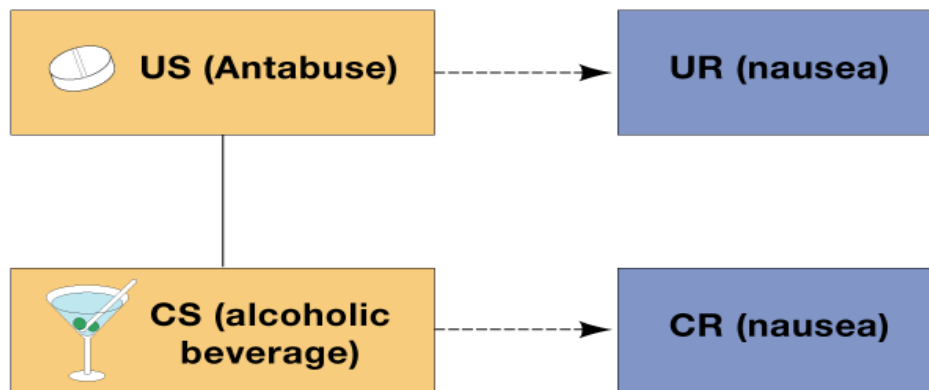 US (Antabuse)
UR (nausea)
CS (alcoholic
beverage)
CR (nausea)